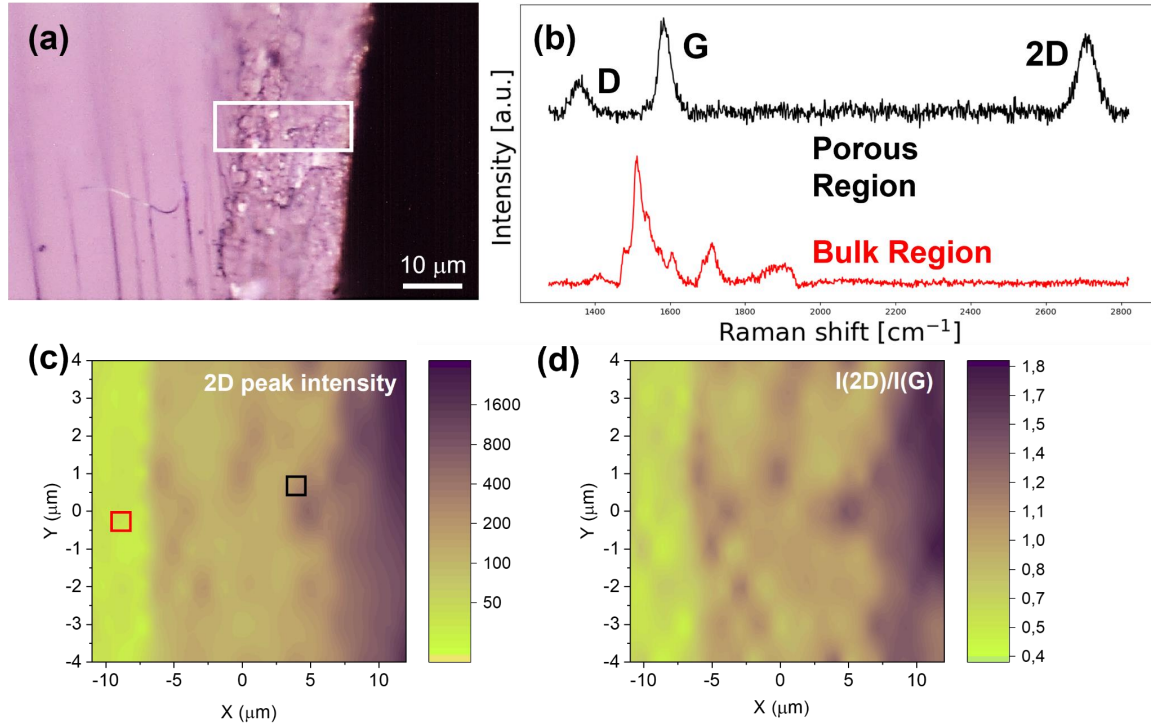 (a)
10 μm
(b)
D
G
2D
Porous
Region
Bulk Region
Intensity [a.u.]
1400 1600 1800 2000 2200 2400 2600 2800
Raman shift [cm⁻¹]
(c)
2D peak intensity
4
3
2
1
0
-1
-2
-3
-4
Y (μm)
-10 -5 0 5 10
X (μm)
1600
800
400
200
100
50
(d)
I(2D)/I(G)
4
3
2
1
0
-1
-2
-3
-4
Y (μm)
-10 -5 0 5 10
X (μm)
1,8
1,7
1,5
1,4
1,2
1,1
1,0
0,8
0,7
0,5
0,4